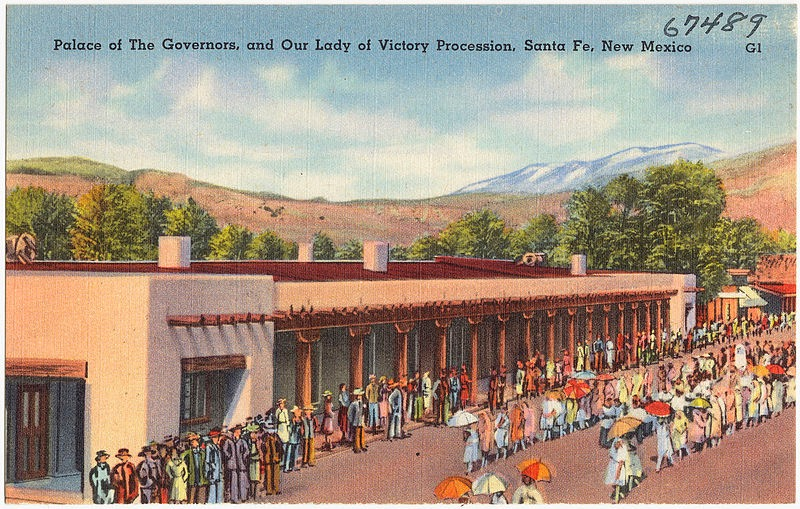 67489
Palace of The Governors, and Our Lady of Victory Procession, Santa Fe, New Mexico G1